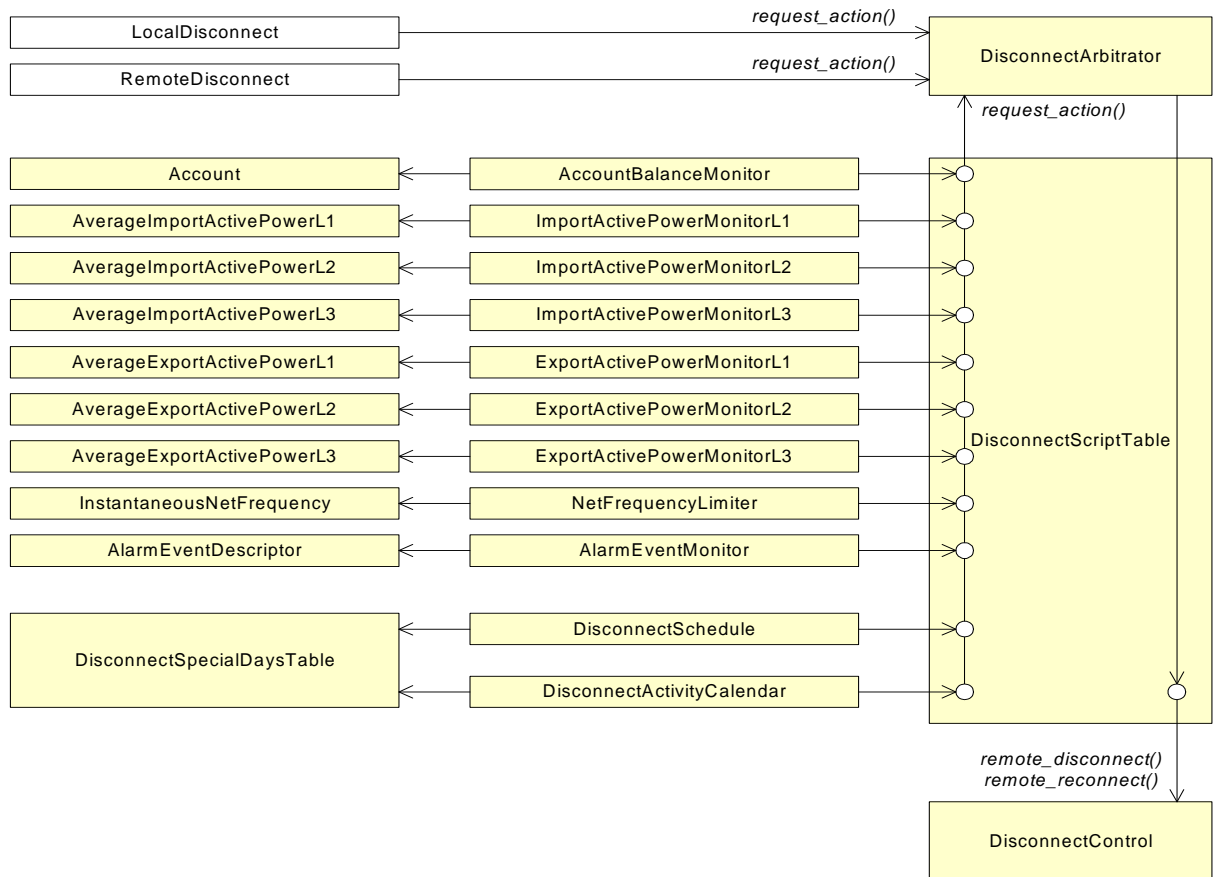 request_action()
LocalDisconnect
DisconnectArbitrator
request_action()
RemoteDisconnect
request_action()
Account
AccountBalanceMonitor
AverageImportActivePowerL1
ImportActivePowerMonitorL1
AverageImportActivePowerL2
ImportActivePowerMonitorL2
AverageImportActivePowerL3
ImportActivePowerMonitorL3
AverageExportActivePowerL1
ExportActivePowerMonitorL1
AverageExportActivePowerL2
ExportActivePowerMonitorL2
DisconnectScriptTable
AverageExportActivePowerL3
ExportActivePowerMonitorL3
InstantaneousNetFrequency
NetFrequencyLimiter
AlarmEventDescriptor
AlarmEventMonitor
DisconnectSchedule
DisconnectSpecialDaysTable
DisconnectActivityCalendar
remote_disconnect()
remote_reconnect()
DisconnectControl